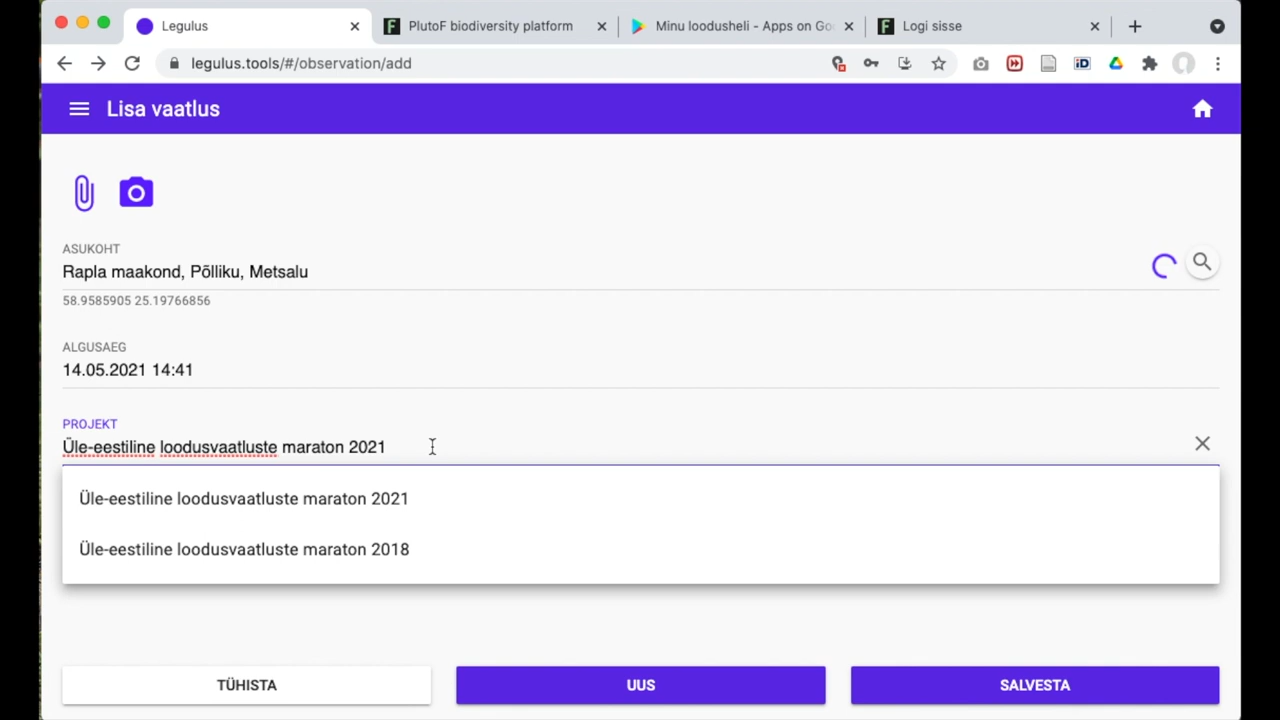 Legulus
PlutoF biodiversity platform
Minu loodusheli - Apps on Go
Logi sisse
legulus.tools/#/observation/add
iD
Lisa vaatlus
ASUKOHT
Rapla maakond, Põlliku, Metsalu
58.9585905 25.19766856
ALGUSAEG
14.05.2021 14:41
PROJEKT
Üle-eestiline loodusvaatluste maraton 2021
Üle-eestiline loodusvaatluste maraton 2021
Üle-eestiline loodusvaatluste maraton 2018
TÜHISTA
UUS
SALVESTA